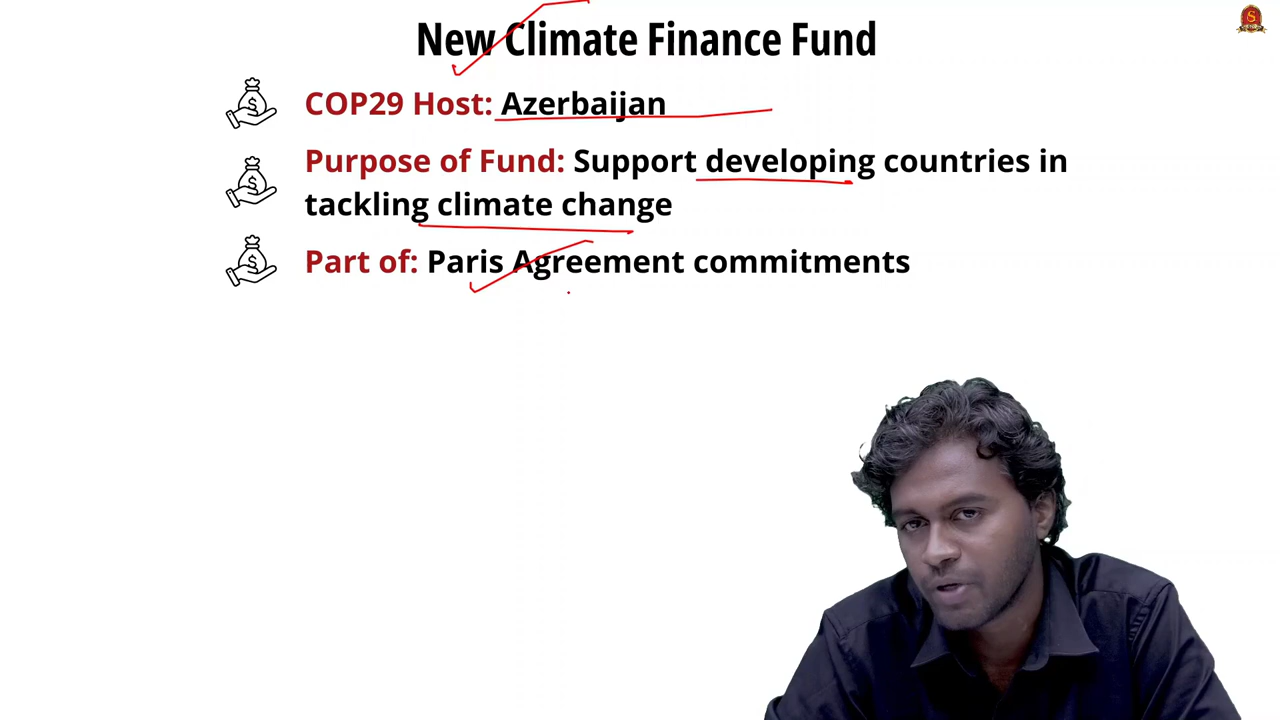 New Climate Finance Fund
COP29 Host: Azerbaijan
Purpose of Fund: Support developing countries in
tackling climate change
Part of: Paris Agreement commitments